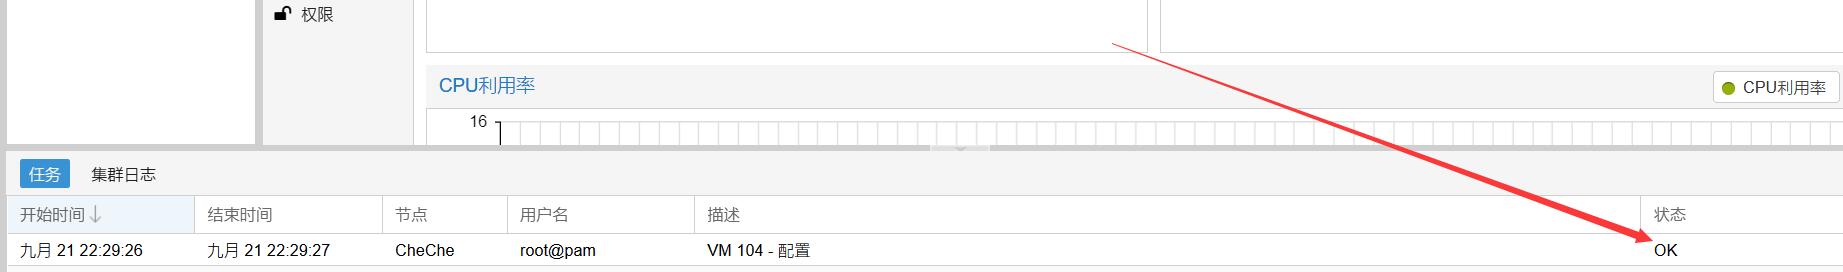 权限
CPU利用率
CPU利用率
16
任务 集群日志
开始时间 结束时间 节点 用户名 描述 状态
九月 21 22:29:26 九月 21 22:29:27 CheChe root@pam VM 104 - 配置 OK